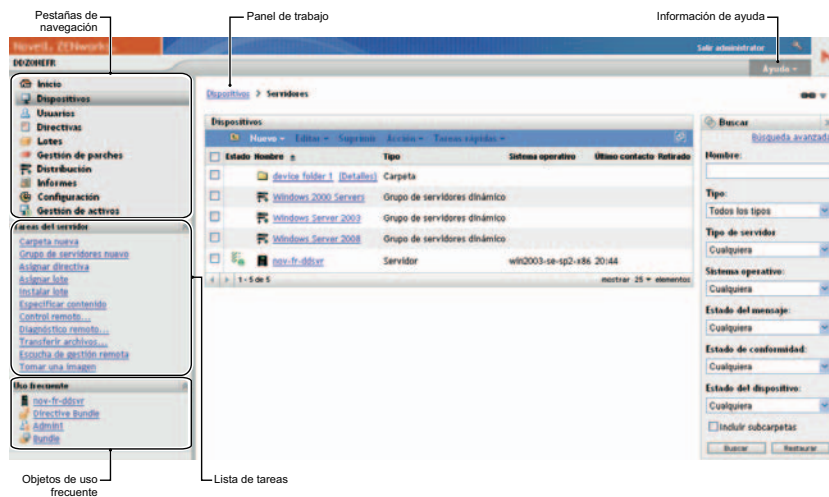 Pestañas de
navegación
Panel de trabajo
Información de ayuda
Novell. ZENworks.
Salir administrator
DDZONEFR
Ayuda
Inicio
Dispositivos
Usuarios
Directivas
Lotes
Gestión de parches
Distribución
Informes
Configuración
Gestión de activos
Tareas del servidor
Carpeta nueva
Grupo de servidores nuevo
Asignar directiva
Asignar lote
Instalar lote
Especificar contenido
Control remoto...
Diagnóstico remoto...
Transferir archivos...
Escucha de gestión remota
Tomar una imagen
Uso frecuente
nov-fr-ddsvr
Directive Bundle
Admin1
Bundle
Dispositivos > Servidores
Dispositivos
Nuevo Editar Suprimir Acción Tareas rápidas
Estado Nombre Tipo Sistema operativo Último contacto Retirado
device folder 1 (Detalles) Carpeta
Windows 2000 Servers Grupo de servidores dinámico
Windows Server 2003 Grupo de servidores dinámico
Windows Server 2008 Grupo de servidores dinámico
nov-fr-ddsvr Servidor win2003-se-sp2-x86 20:44
1 - 5 de 5 mostrar 25 elementos
Buscar
Búsqueda avanzada
Nombre:
Tipo:
Todos los tipos
Tipo de servidor
Cualquiera
Sistema operativo:
Cualquiera
Estado del mensaje:
Cualquiera
Estado de conformidad:
Cualquiera
Estado del dispositivo:
Cualquiera
Incluir subcarpetas
Buscar Restaurar
Objetos de uso
frecuente
Lista de tareas